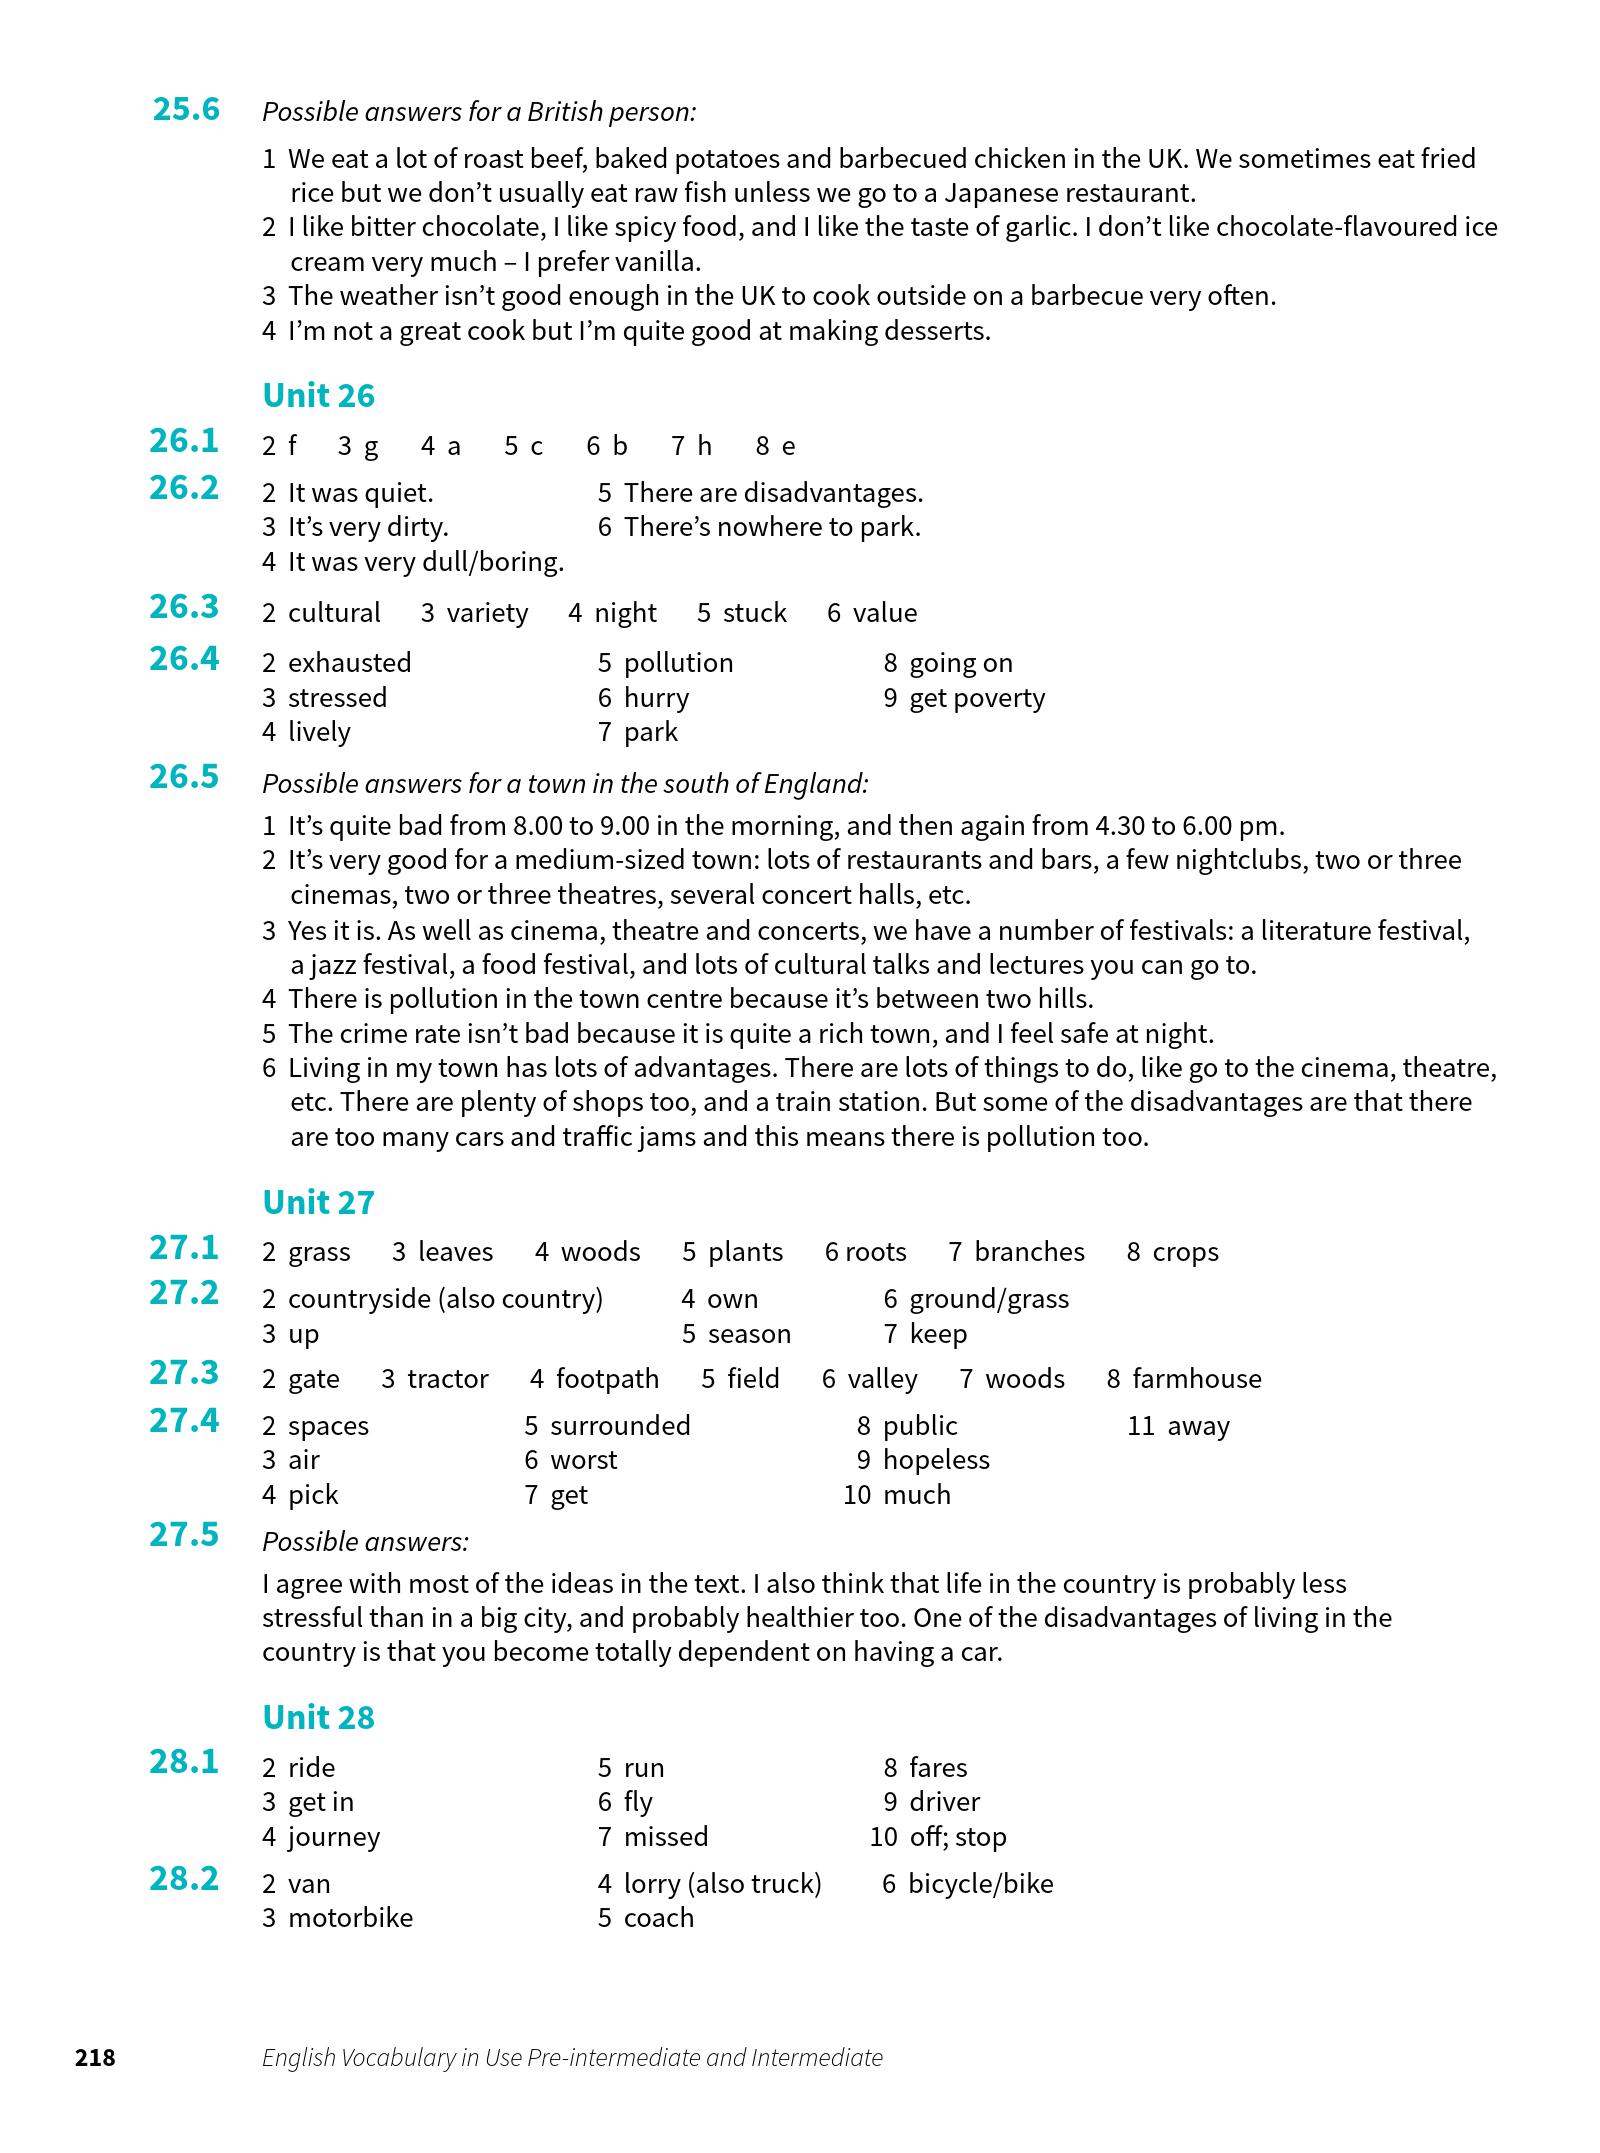 25.6 Possible answers for a British person:
1 We eat a lot of roast beef, baked potatoes and barbecued chicken in the UK. We sometimes eat fried
rice but we don’t usually eat raw fish unless we go to a Japanese restaurant.
2 I like bitter chocolate, I like spicy food, and I like the taste of garlic. I don’t like chocolate-flavoured ice
cream very much – I prefer vanilla.
3 The weather isn’t good enough in the UK to cook outside on a barbecue very often.
4 I’m not a great cook but I’m quite good at making desserts.
Unit 26
26.1 2 f 3 g 4 a 5 c 6 b 7 h 8 e
26.2 2 It was quiet. 5 There are disadvantages.
3 It’s very dirty. 6 There’s nowhere to park.
4 It was very dull/boring.
26.3 2 cultural 3 variety 4 night 5 stuck 6 value
26.4 2 exhausted 5 pollution 8 going on
3 stressed 6 hurry 9 get poverty
4 lively 7 park
26.5 Possible answers for a town in the south of England:
1 It’s quite bad from 8.00 to 9.00 in the morning, and then again from 4.30 to 6.00 pm.
2 It’s very good for a medium-sized town: lots of restaurants and bars, a few nightclubs, two or three
cinemas, two or three theatres, several concert halls, etc.
3 Yes it is. As well as cinema, theatre and concerts, we have a number of festivals: a literature festival,
a jazz festival, a food festival, and lots of cultural talks and lectures you can go to.
4 There is pollution in the town centre because it’s between two hills.
5 The crime rate isn’t bad because it is quite a rich town, and I feel safe at night.
6 Living in my town has lots of advantages. There are lots of things to do, like go to the cinema, theatre,
etc. There are plenty of shops too, and a train station. But some of the disadvantages are that there
are too many cars and traffic jams and this means there is pollution too.
Unit 27
27.1 2 grass 3 leaves 4 woods 5 plants 6 roots 7 branches 8 crops
27.2 2 countryside (also country) 4 own 6 ground/grass
3 up 5 season 7 keep
27.3 2 gate 3 tractor 4 footpath 5 field 6 valley 7 woods 8 farmhouse
27.4 2 spaces 5 surrounded 8 public 11 away
3 air 6 worst 9 hopeless
4 pick 7 get 10 much
27.5 Possible answers:
I agree with most of the ideas in the text. I also think that life in the country is probably less
stressful than in a big city, and probably healthier too. One of the disadvantages of living in the
country is that you become totally dependent on having a car.
Unit 28
28.1 2 ride 5 run 8 fares
3 get in 6 fly 9 driver
4 journey 7 missed 10 off; stop
28.2 2 van 4 lorry (also truck) 6 bicycle/bike
3 motorbike 5 coach
218 English Vocabulary in Use Pre-intermediate and Intermediate